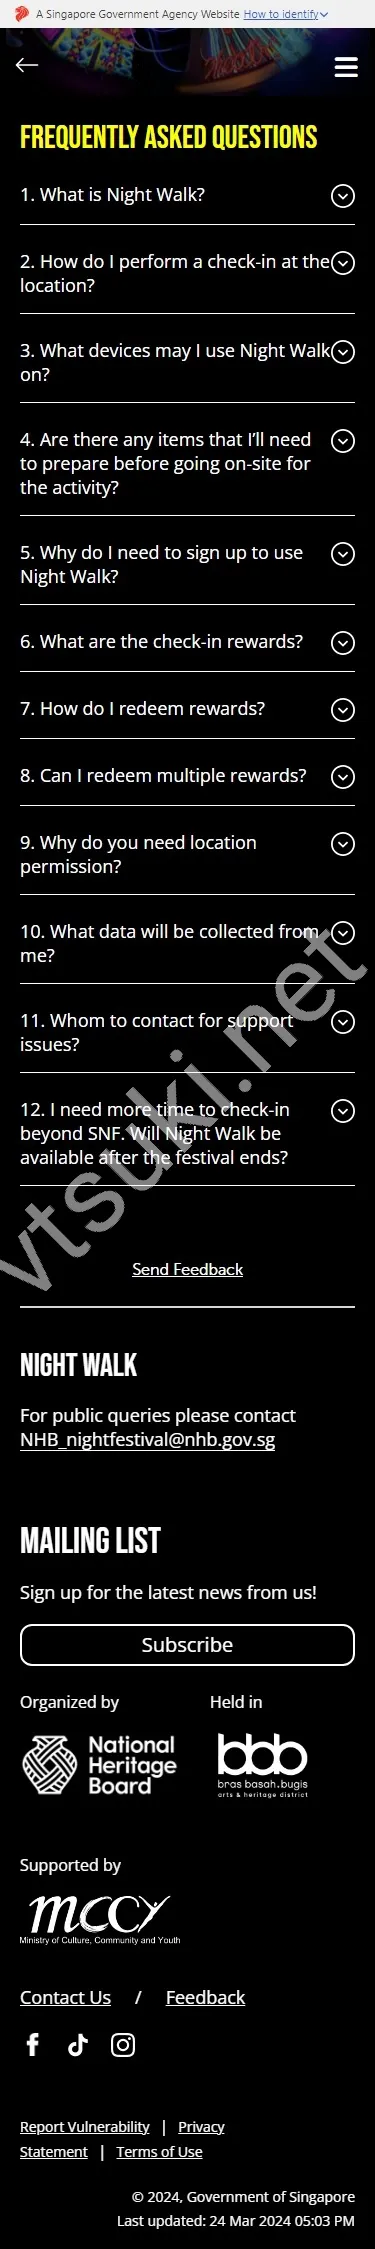 A Singapore Government Agency Website How to identify
FREQUENTLY ASKED QUESTIONS
1. What is Night Walk?
2. How do I perform a check-in at the
location?
3. What devices may I use Night Walk
on?
4. Are there any items that I'll need
to prepare before going on-site for
the activity?
5. Why do I need to sign up to use
Night Walk?
6. What are the check-in rewards?
7. How do I redeem rewards?
8. Can I redeem multiple rewards?
9. Why do you need location
permission?
10. What data will be collected from
me?
11. Whom to contact for support
issues?
12. I need more time to check-in
beyond SNF. Will Night Walk be
available after the festival ends?
vtsuki.net
Send Feedback
NIGHT WALK
For public queries please contact
NHB_nightfestival@nhb.gov.sg
MAILING LIST
Sign up for the latest news from us!
Subscribe
Organized by Held in
National
Heritage
Board
bbb
bras basah.bugis
arts & heritage district
Supported by
mccy
Ministry of Culture, Community and Youth
Contact Us / Feedback
Report Vulnerability | Privacy
Statement | Terms of Use
© 2024, Government of Singapore
Last updated: 24 Mar 2024 05:03 PM